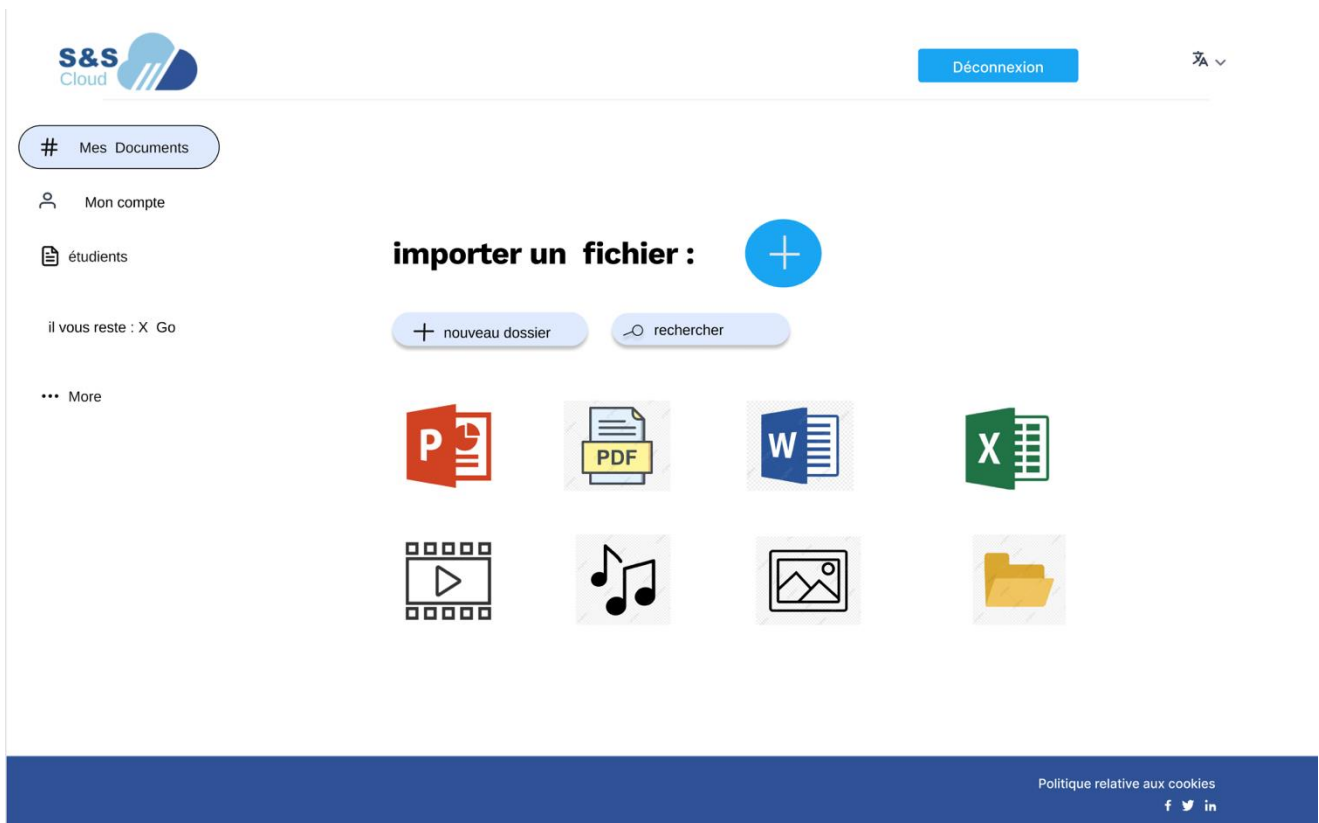 S&S
Cloud
Déconnexion
Mes Documents
Mon compte
étudients
il vous reste : X Go
More
importer un fichier :
nouveau dossier
rechercher
P
PDF
W
X
Politique relative aux cookies